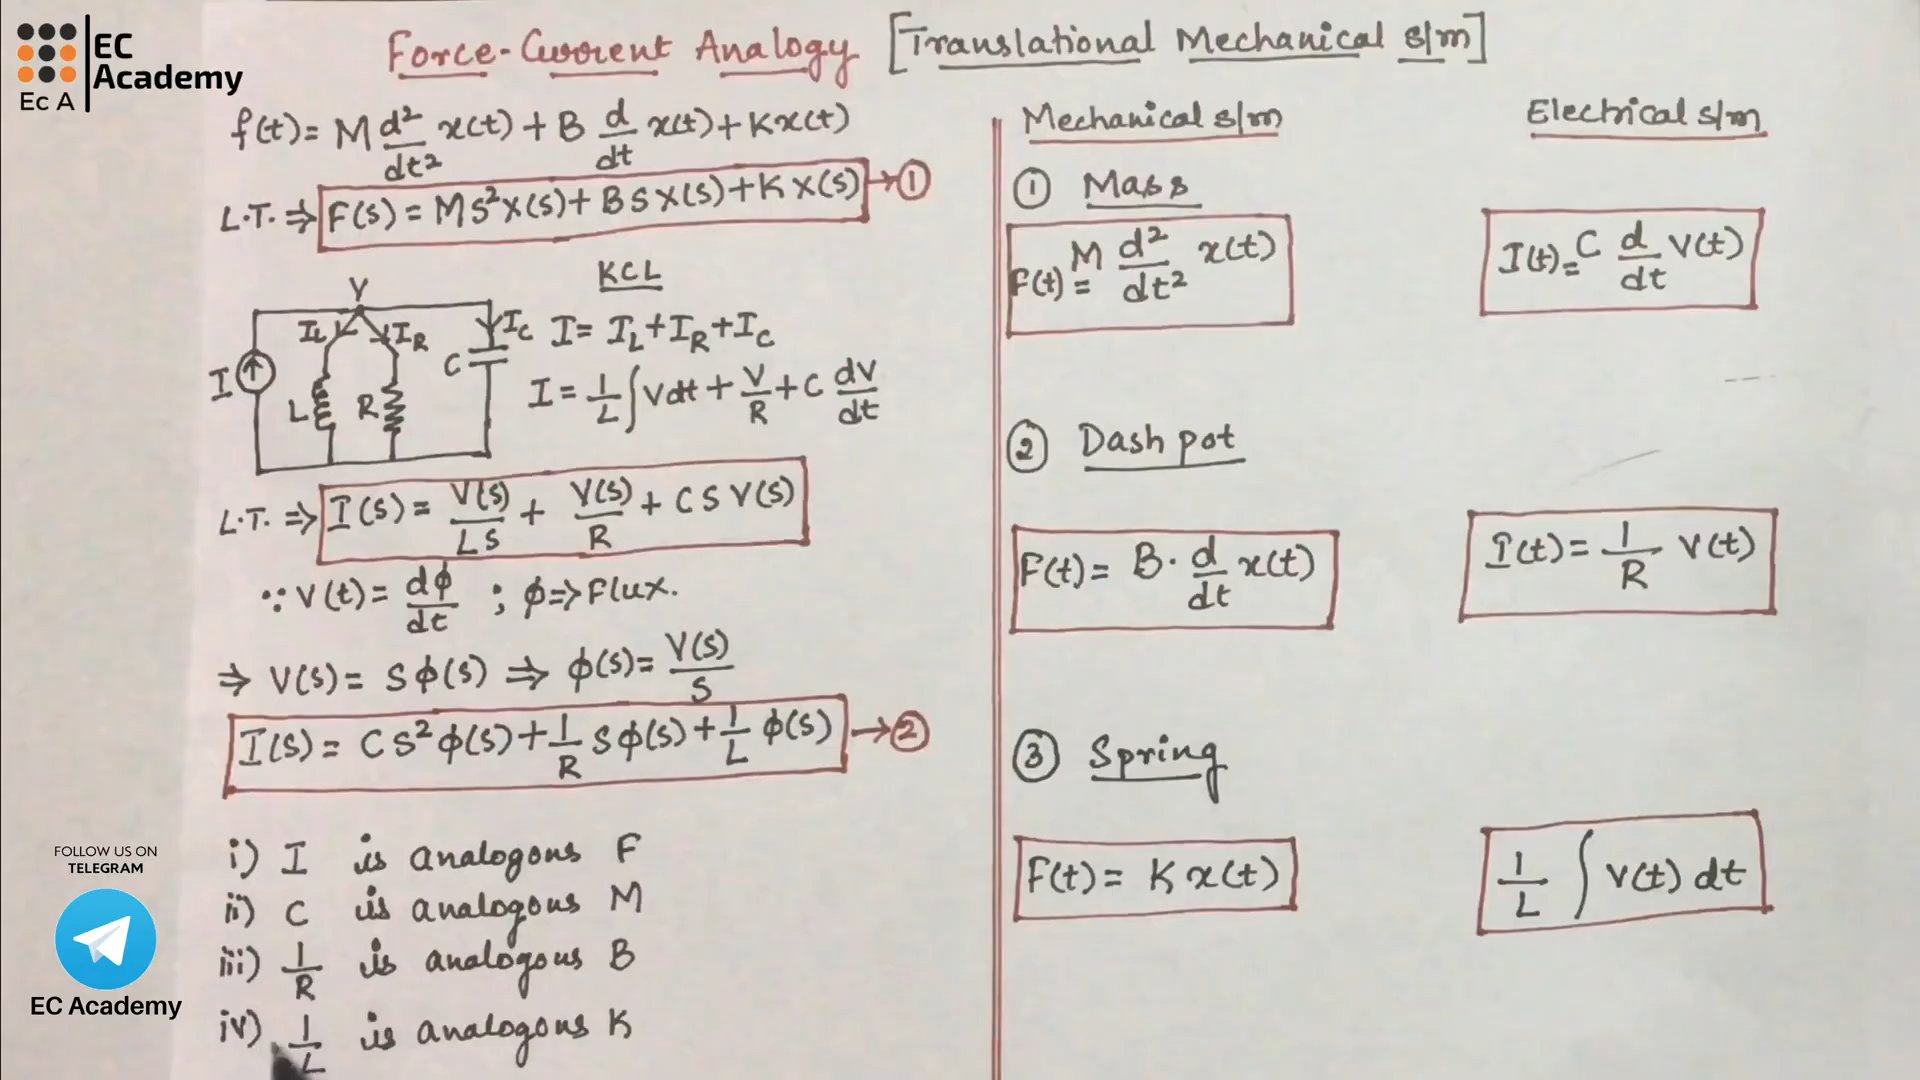 EC
Academy
Ec A
Force-Current Analogy [Translational Mechanical s/m]
f(t)= M d²/dt² x(t) + B d/dt x(t) + Kx(t)
L.T. ⇒ F(s) = MS²X(s) + BSX(s) + KX(s) → ①
V
KCL
I
IL
IR
IC
L
R
C
I = IL + IR + IC
I = 1/L ∫ V dt + V/R + C dV/dt
L.T. ⇒ I(s) = V(s)/LS + V(s)/R + CSV(s)
∵ V(t) = dϕ/dt ; ϕ ⇒ Flux.
⇒ V(s) = Sϕ(s) ⇒ ϕ(s) = V(s)/S
I(s) = CS²ϕ(s) + 1/R Sϕ(s) + 1/L ϕ(s) → ②
i) I is analogous F
ii) C is analogous M
iii) 1/R is analogous B
iv) 1/L is analogous K
FOLLOW US ON
TELEGRAM
EC Academy
Mechanical s/m
Electrical s/m
① Mass
F(t) = M d²/dt² x(t)
I(t) = C d/dt V(t)
② Dash pot
F(t) = B · d/dt x(t)
I(t) = 1/R V(t)
③ Spring
F(t) = K x(t)
1/L ∫ V(t) dt